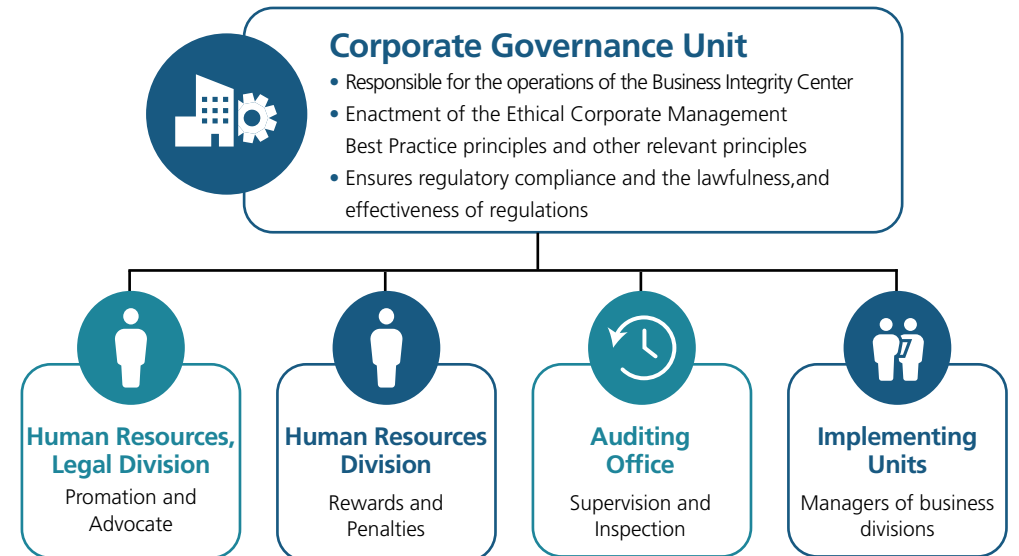 Corporate Governance Unit
• Responsible for the operations of the Business Integrity Center
• Enactment of the Ethical Corporate Management
Best Practice principles and other relevant principles
• Ensures regulatory compliance and the lawfulness,and
effectiveness of regulations
Human Resources,
Legal Division
Promation and
Advocate
Human Resources
Division
Rewards and
Penalties
Auditing
Office
Supervision and
Inspection
Implementing
Units
Managers of business
divisions